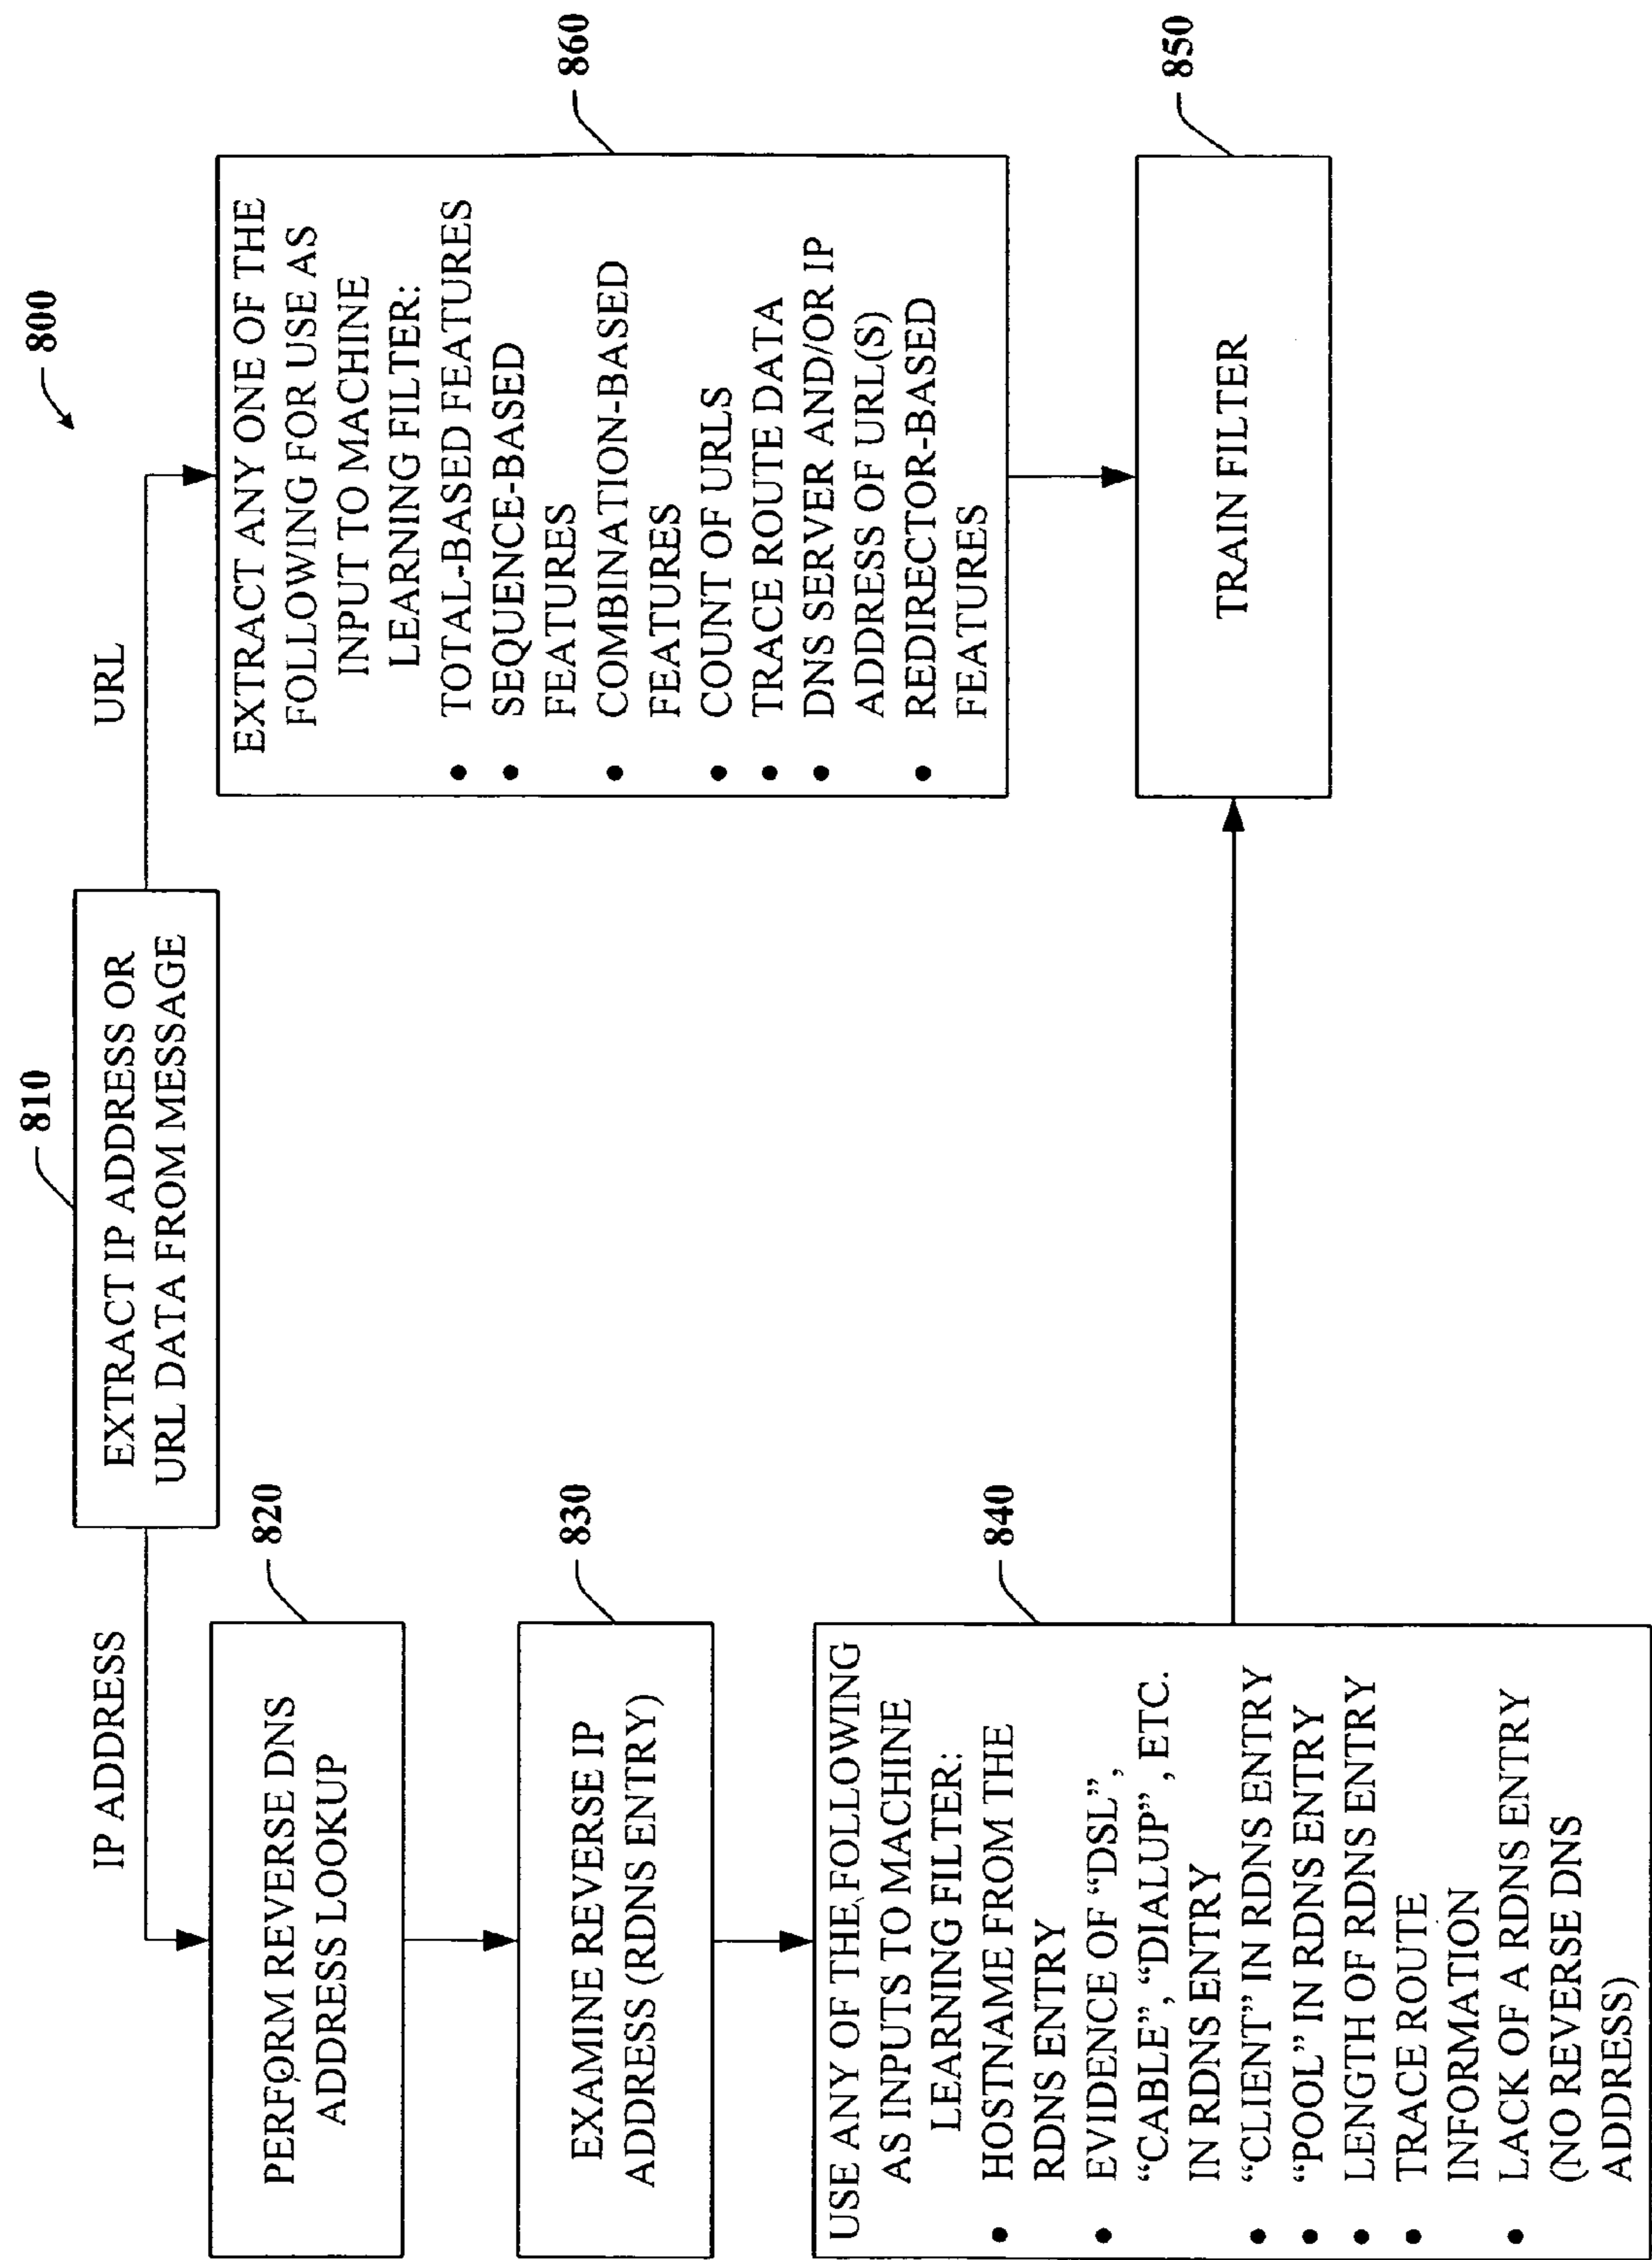 800
810
EXTRACT IP ADDRESS OR
URL DATA FROM MESSAGE
IP ADDRESS
URL
820
PERFORM REVERSE DNS
ADDRESS LOOKUP
830
EXAMINE REVERSE IP
ADDRESS (RDNS ENTRY)
840
USE ANY OF THE FOLLOWING
AS INPUTS TO MACHINE
LEARNING FILTER:
• HOSTNAME FROM THE
RDNS ENTRY
• EVIDENCE OF “DSL”,
“CABLE”, “DIALUP”, ETC.
IN RDNS ENTRY
• “CLIENT” IN RDNS ENTRY
• “POOL” IN RDNS ENTRY
• LENGTH OF RDNS ENTRY
• TRACE ROUTE
INFORMATION
• LACK OF A RDNS ENTRY
(NO REVERSE DNS
ADDRESS)
860
EXTRACT ANY ONE OF THE
FOLLOWING FOR USE AS
INPUT TO MACHINE
LEARNING FILTER:
• TOTAL-BASED FEATURES
• SEQUENCE-BASED
FEATURES
• COMBINATION-BASED
FEATURES
• COUNT OF URLS
• TRACE ROUTE DATA
• DNS SERVER AND/OR IP
ADDRESS OF URL(S)
• REDIRECTOR-BASED
FEATURES
850
TRAIN FILTER